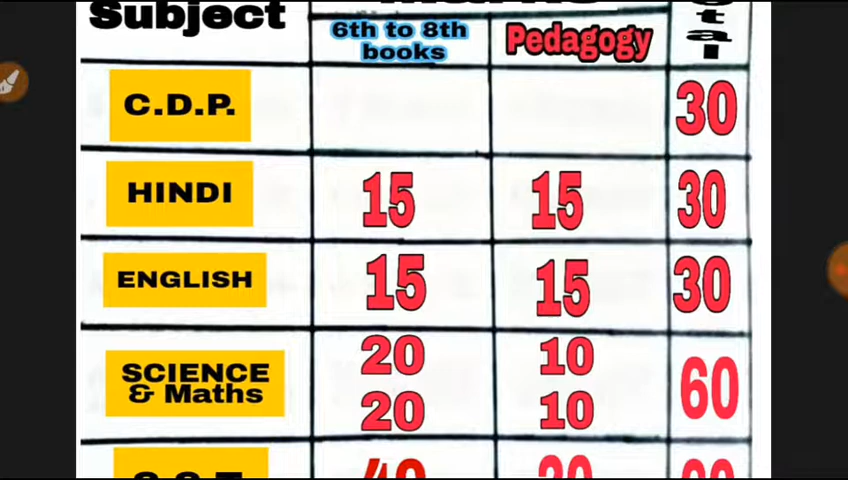 Subject
6th to 8th
books
Pedagogy
Total
C.D.P.
30
HINDI
15
15
30
ENGLISH
15
15
30
SCIENCE
& Maths
20
10
20
10
60